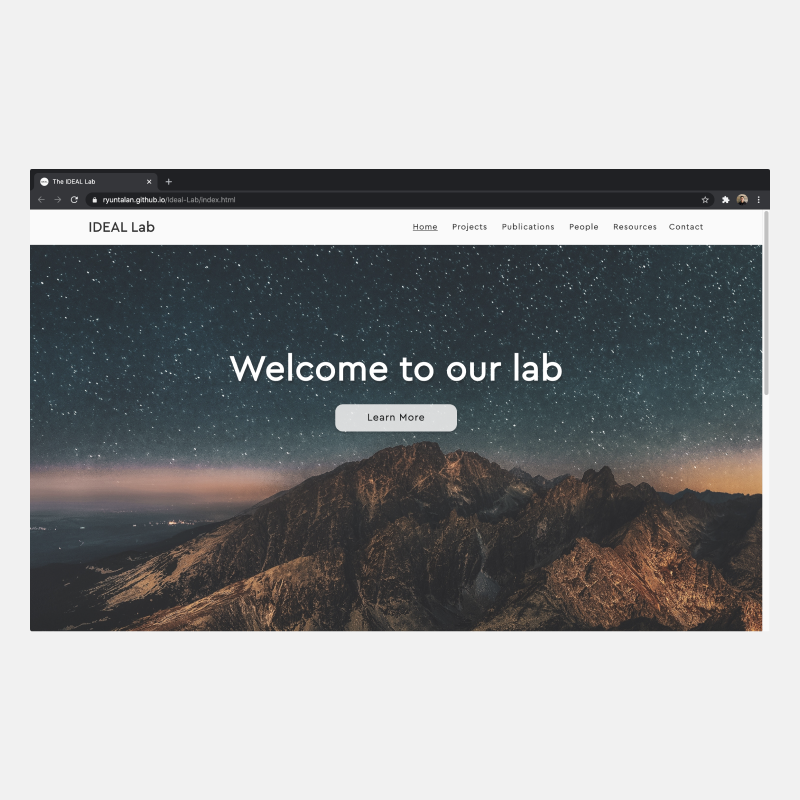 The IDEAL Lab
ryuntalan.github.io/Ideal-Lab/index.html
IDEAL Lab
Home Projects Publications People Resources Contact
Welcome to our lab
Learn More